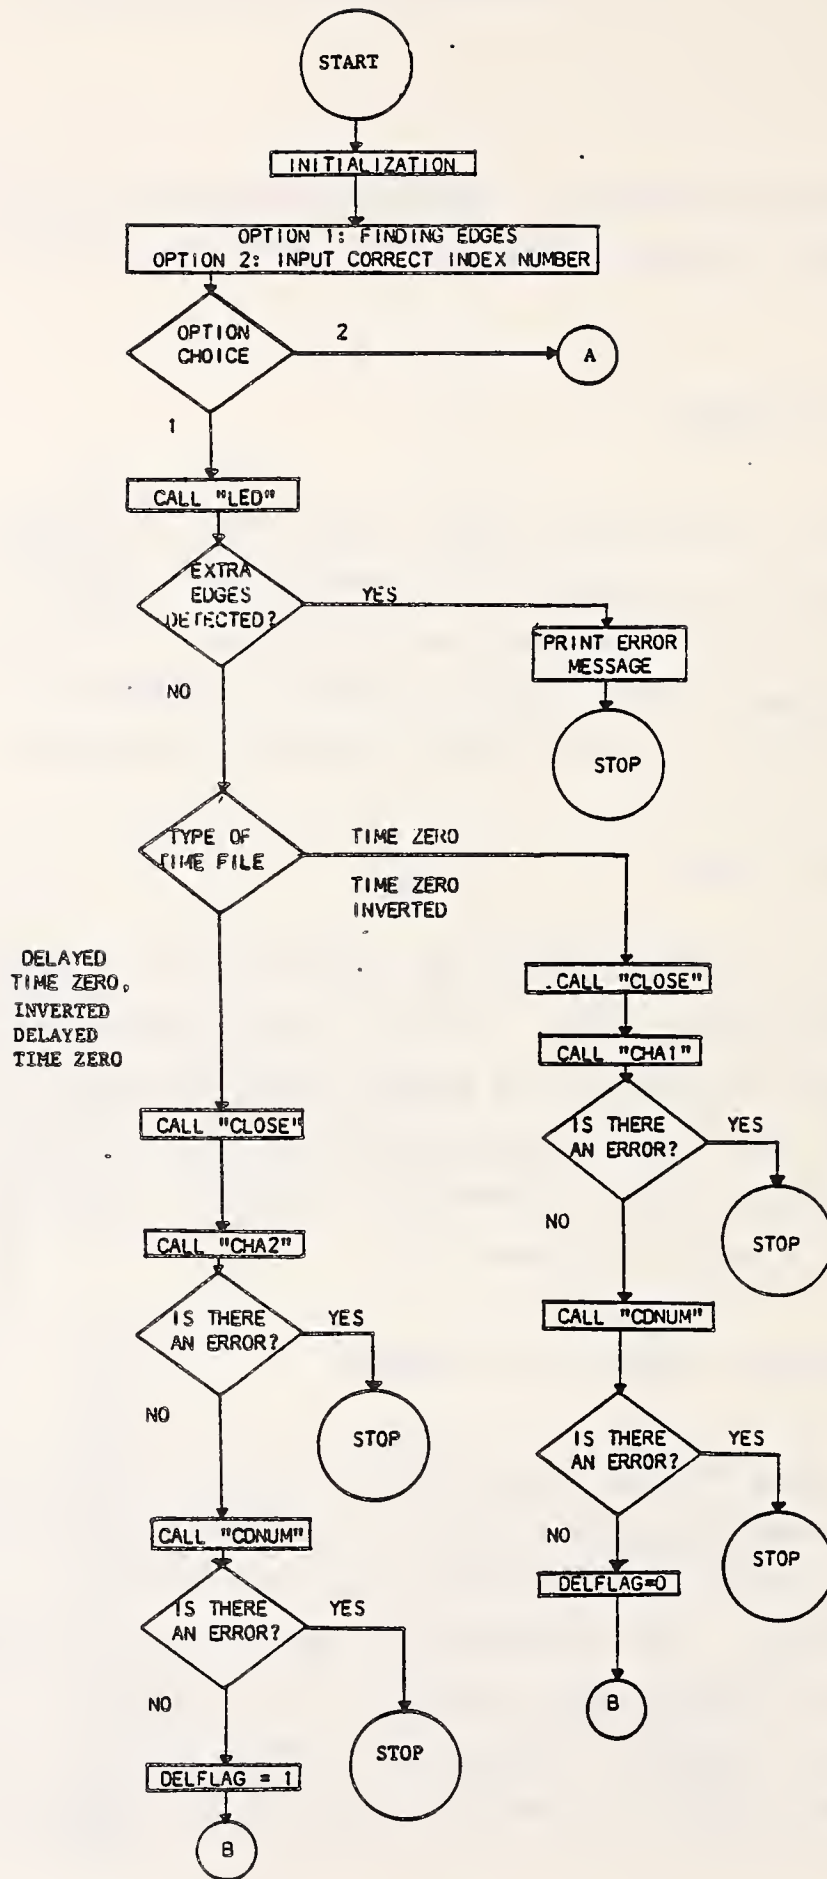 START
INITIALIZATION
OPTION 1: FINDING EDGES
OPTION 2: INPUT CORRECT INDEX NUMBER
OPTION
CHOICE
2
A
1
CALL "LED"
EXTRA
EDGES
DETECTED?
YES
PRINT ERROR
MESSAGE
NO
STOP
TYPE OF
TIME FILE
TIME ZERO
TIME ZERO
INVERTED
DELAYED
TIME ZERO,
INVERTED
DELAYED
TIME ZERO
CALL "CLOSE"
CALL "CHA1"
IS THERE
AN ERROR?
YES
NO
STOP
CALL "CDNUM"
IS THERE
AN ERROR?
YES
NO
STOP
DELFLAG=0
B
CALL "CLOSE"
CALL "CHA2"
IS THERE
AN ERROR?
YES
NO
STOP
CALL "CDNUM"
IS THERE
AN ERROR?
YES
NO
STOP
DELFLAG = 1
B